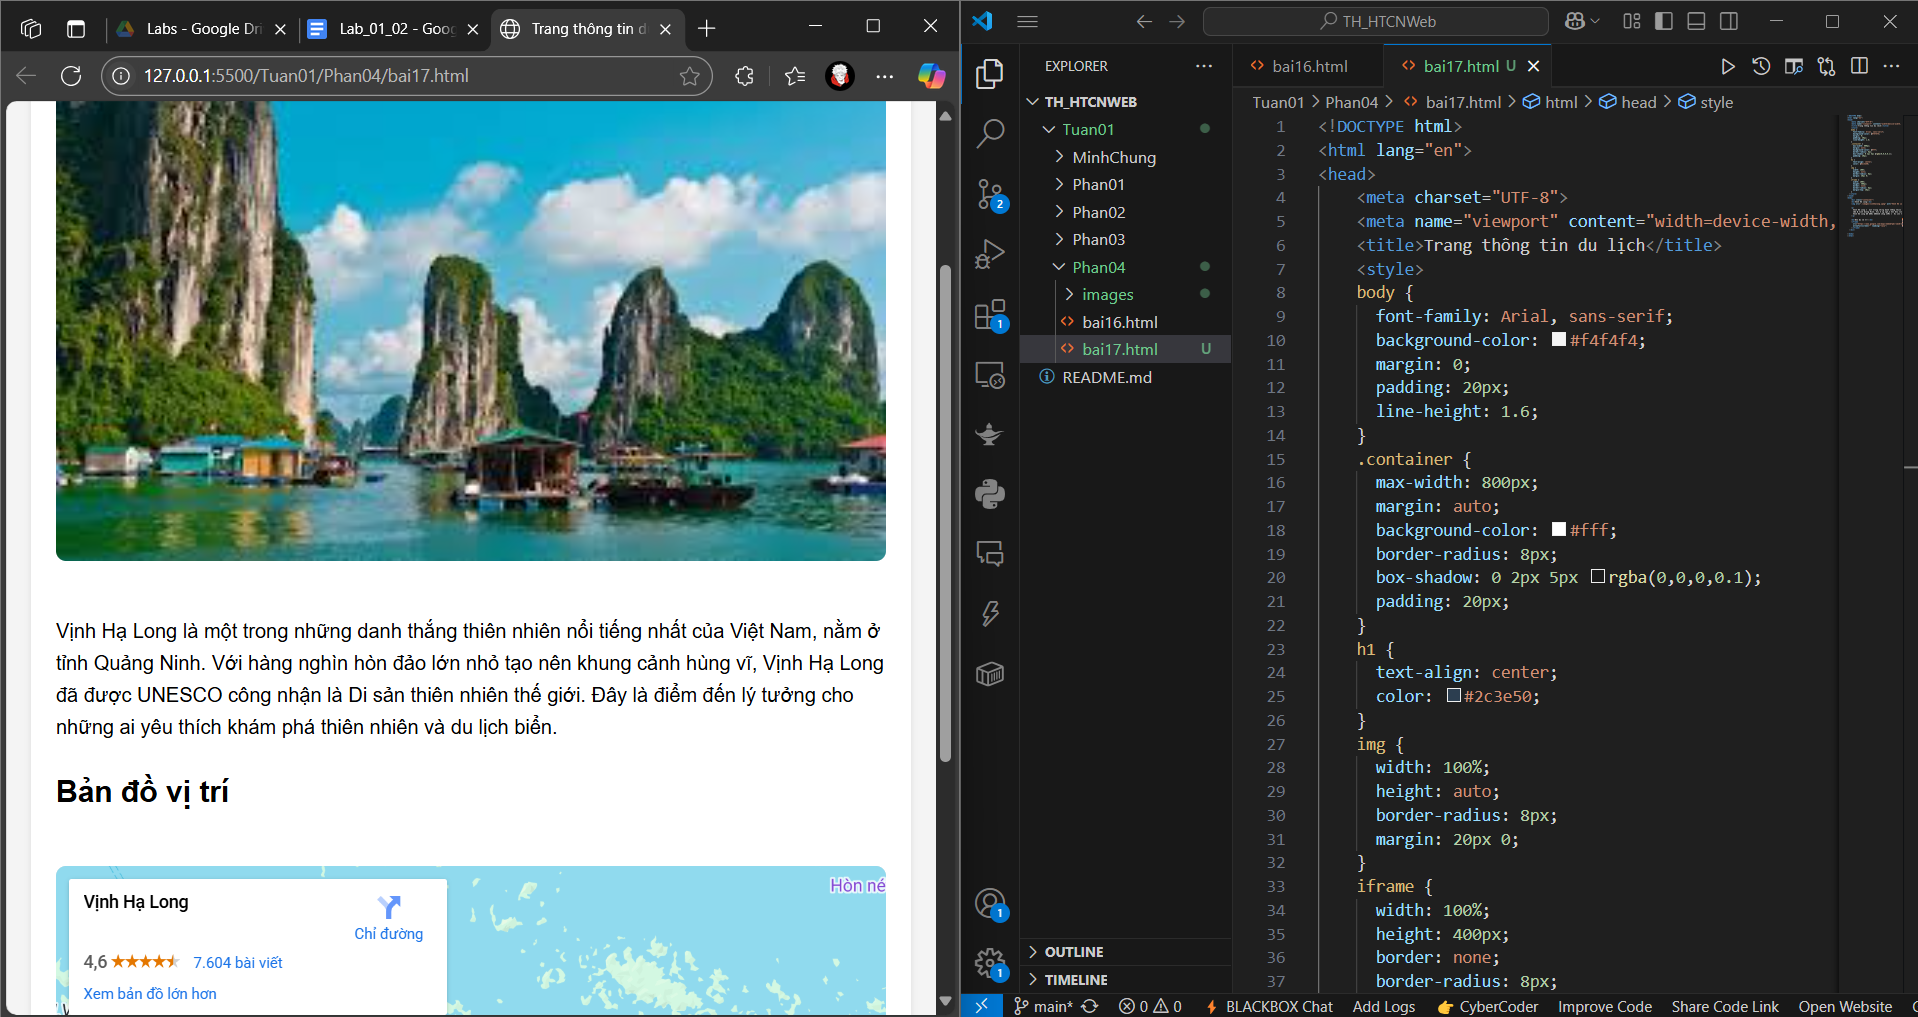 Labs - Google Dri
Lab_01_02 - Goog
Trang thông tin d
127.0.0.1:5500/Tuan01/Phan04/bai17.html
Vịnh Hạ Long là một trong những danh thắng thiên nhiên nổi tiếng nhất của Việt Nam, nằm ở
tỉnh Quảng Ninh. Với hàng nghìn hòn đảo lớn nhỏ tạo nên khung cảnh hùng vĩ, Vịnh Hạ Long
đã được UNESCO công nhận là Di sản thiên nhiên thế giới. Đây là điểm đến lý tưởng cho
những ai yêu thích khám phá thiên nhiên và du lịch biển.
Bản đồ vị trí
Hòn né
Vịnh Hạ Long
Chỉ đường
4,6 7.604 bài viết
Xem bản đồ lớn hơn
TH_HTCNWeb
EXPLORER
TH_HTCNWEB
Tuan01
MinhChung
Phan01
Phan02
Phan03
Phan04
images
bai16.html
bai17.html U
README.md
OUTLINE
TIMELINE
2
1
1
1
bai16.html
bai17.html U
Tuan01 > Phan04 > bai17.html > html > head > style
1 <!DOCTYPE html>
2 <html lang="en">
3 <head>
4 <meta charset="UTF-8">
5 <meta name="viewport" content="width=device-width,
6 <title>Trang thông tin du lịch</title>
7 <style>
8 body {
9 font-family: Arial, sans-serif;
10 background-color: #f4f4f4;
11 margin: 0;
12 padding: 20px;
13 line-height: 1.6;
14 }
15 .container {
16 max-width: 800px;
17 margin: auto;
18 background-color: #fff;
19 border-radius: 8px;
20 box-shadow: 0 2px 5px rgba(0,0,0,0.1);
21 padding: 20px;
22 }
23 h1 {
24 text-align: center;
25 color: #2c3e50;
26 }
27 img {
28 width: 100%;
29 height: auto;
30 border-radius: 8px;
31 margin: 20px 0;
32 }
33 iframe {
34 width: 100%;
35 height: 400px;
36 border: none;
37 border-radius: 8px;
main* 0 0 BLACKBOX Chat Add Logs CyberCoder Improve Code Share Code Link Open Website